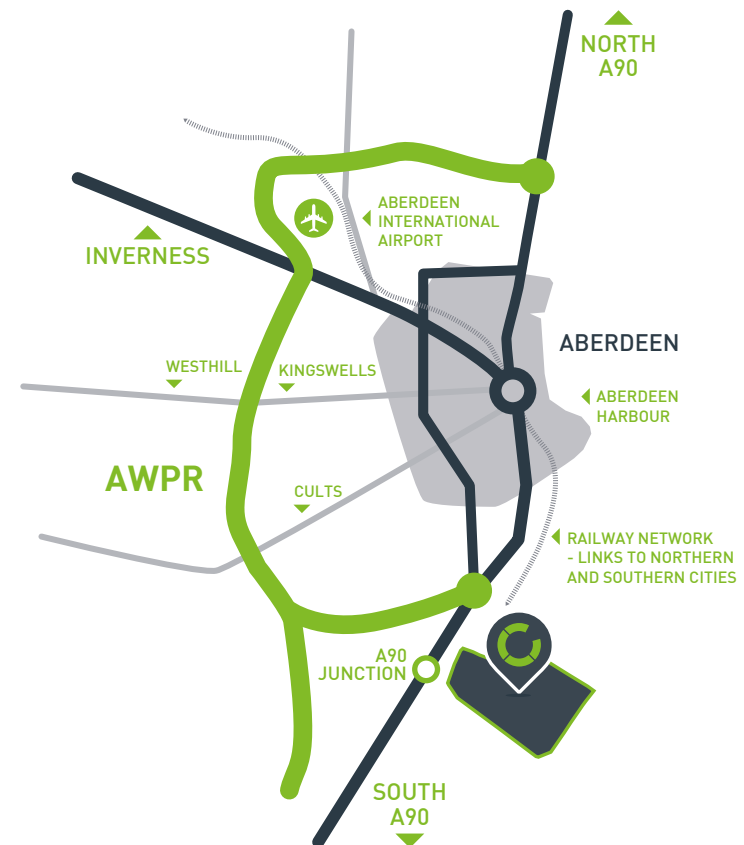 NORTH
A90
ABERDEEN
INTERNATIONAL
AIRPORT
INVERNESS
ABERDEEN
WESTHILL
KINGSWELLS
ABERDEEN
HARBOUR
AWPR
CULTS
RAILWAY NETWORK
- LINKS TO NORTHERN
AND SOUTHERN CITIES
A90
JUNCTION
SOUTH
A90